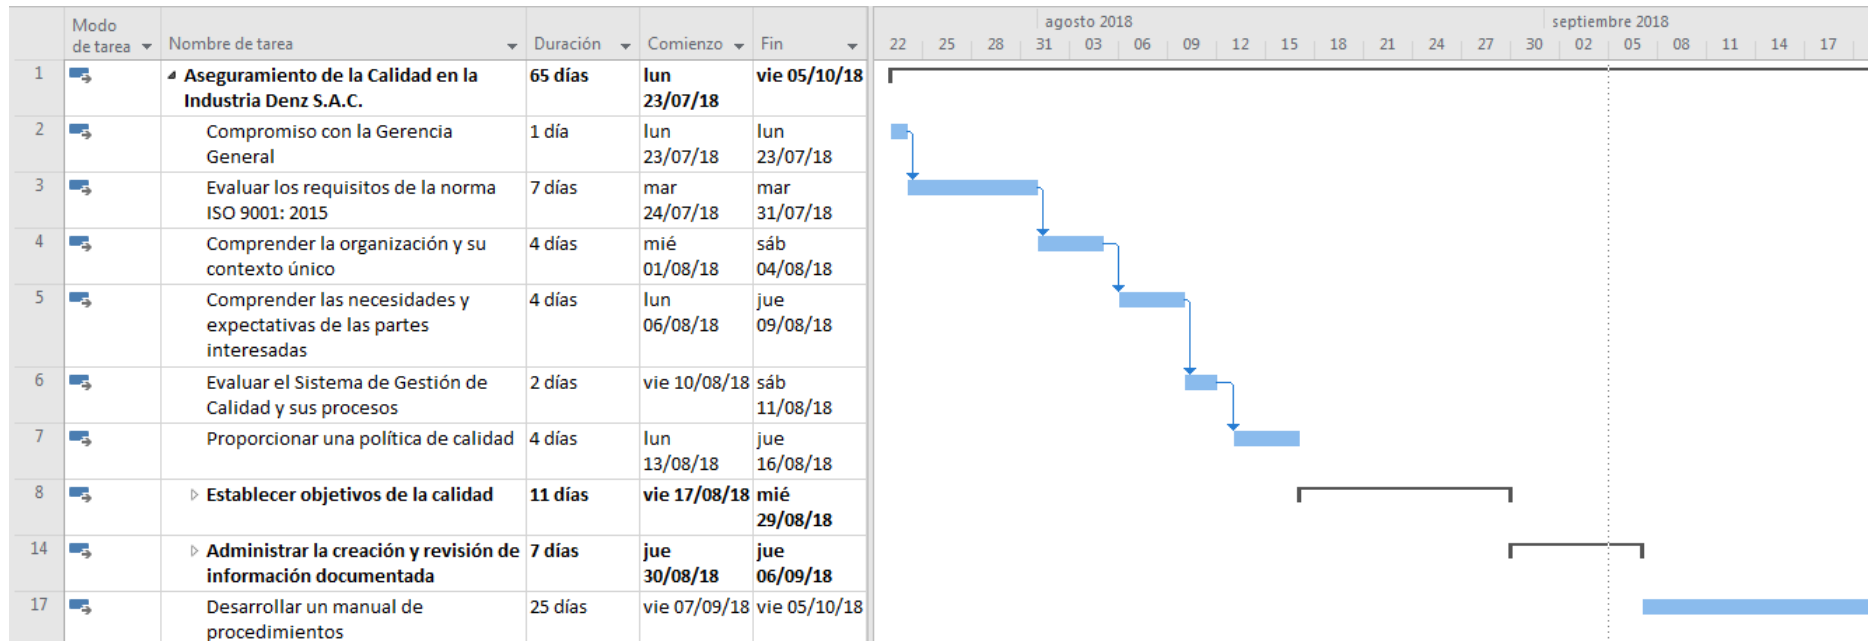 Modo de tarea Nombre de tarea Duración Comienzo Fin
agosto 2018 septiembre 2018
22 25 28 31 03 06 09 12 15 18 21 24 27 30 02 05 08 11 14 17
1 Aseguramiento de la Calidad en la 65 días lun vie 05/10/18
Industria Denz S.A.C. 23/07/18
2 Compromiso con la Gerencia 1 día lun lun
General 23/07/18 23/07/18
3 Evaluar los requisitos de la norma 7 días mar mar
ISO 9001: 2015 24/07/18 31/07/18
4 Comprender la organización y su 4 días mié sáb
contexto único 01/08/18 04/08/18
5 Comprender las necesidades y 4 días lun jue
expectativas de las partes 06/08/18 09/08/18
interesadas
6 Evaluar el Sistema de Gestión de 2 días vie 10/08/18 sáb
Calidad y sus procesos 11/08/18
7 Proporcionar una política de calidad 4 días lun jue
13/08/18 16/08/18
8 Establecer objetivos de la calidad 11 días vie 17/08/18 mié
29/08/18
14 Administrar la creación y revisión de 7 días jue jue
información documentada 30/08/18 06/09/18
17 Desarrollar un manual de 25 días vie 07/09/18 vie 05/10/18
procedimientos